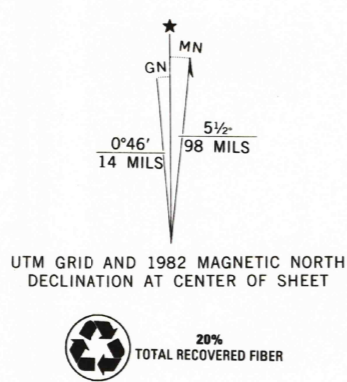 ★
MN
GN
5½°
0°46′
98 MILS
14 MILS
UTM GRID AND 1982 MAGNETIC NORTH
DECLINATION AT CENTER OF SHEET
20%
TOTAL RECOVERED FIBER